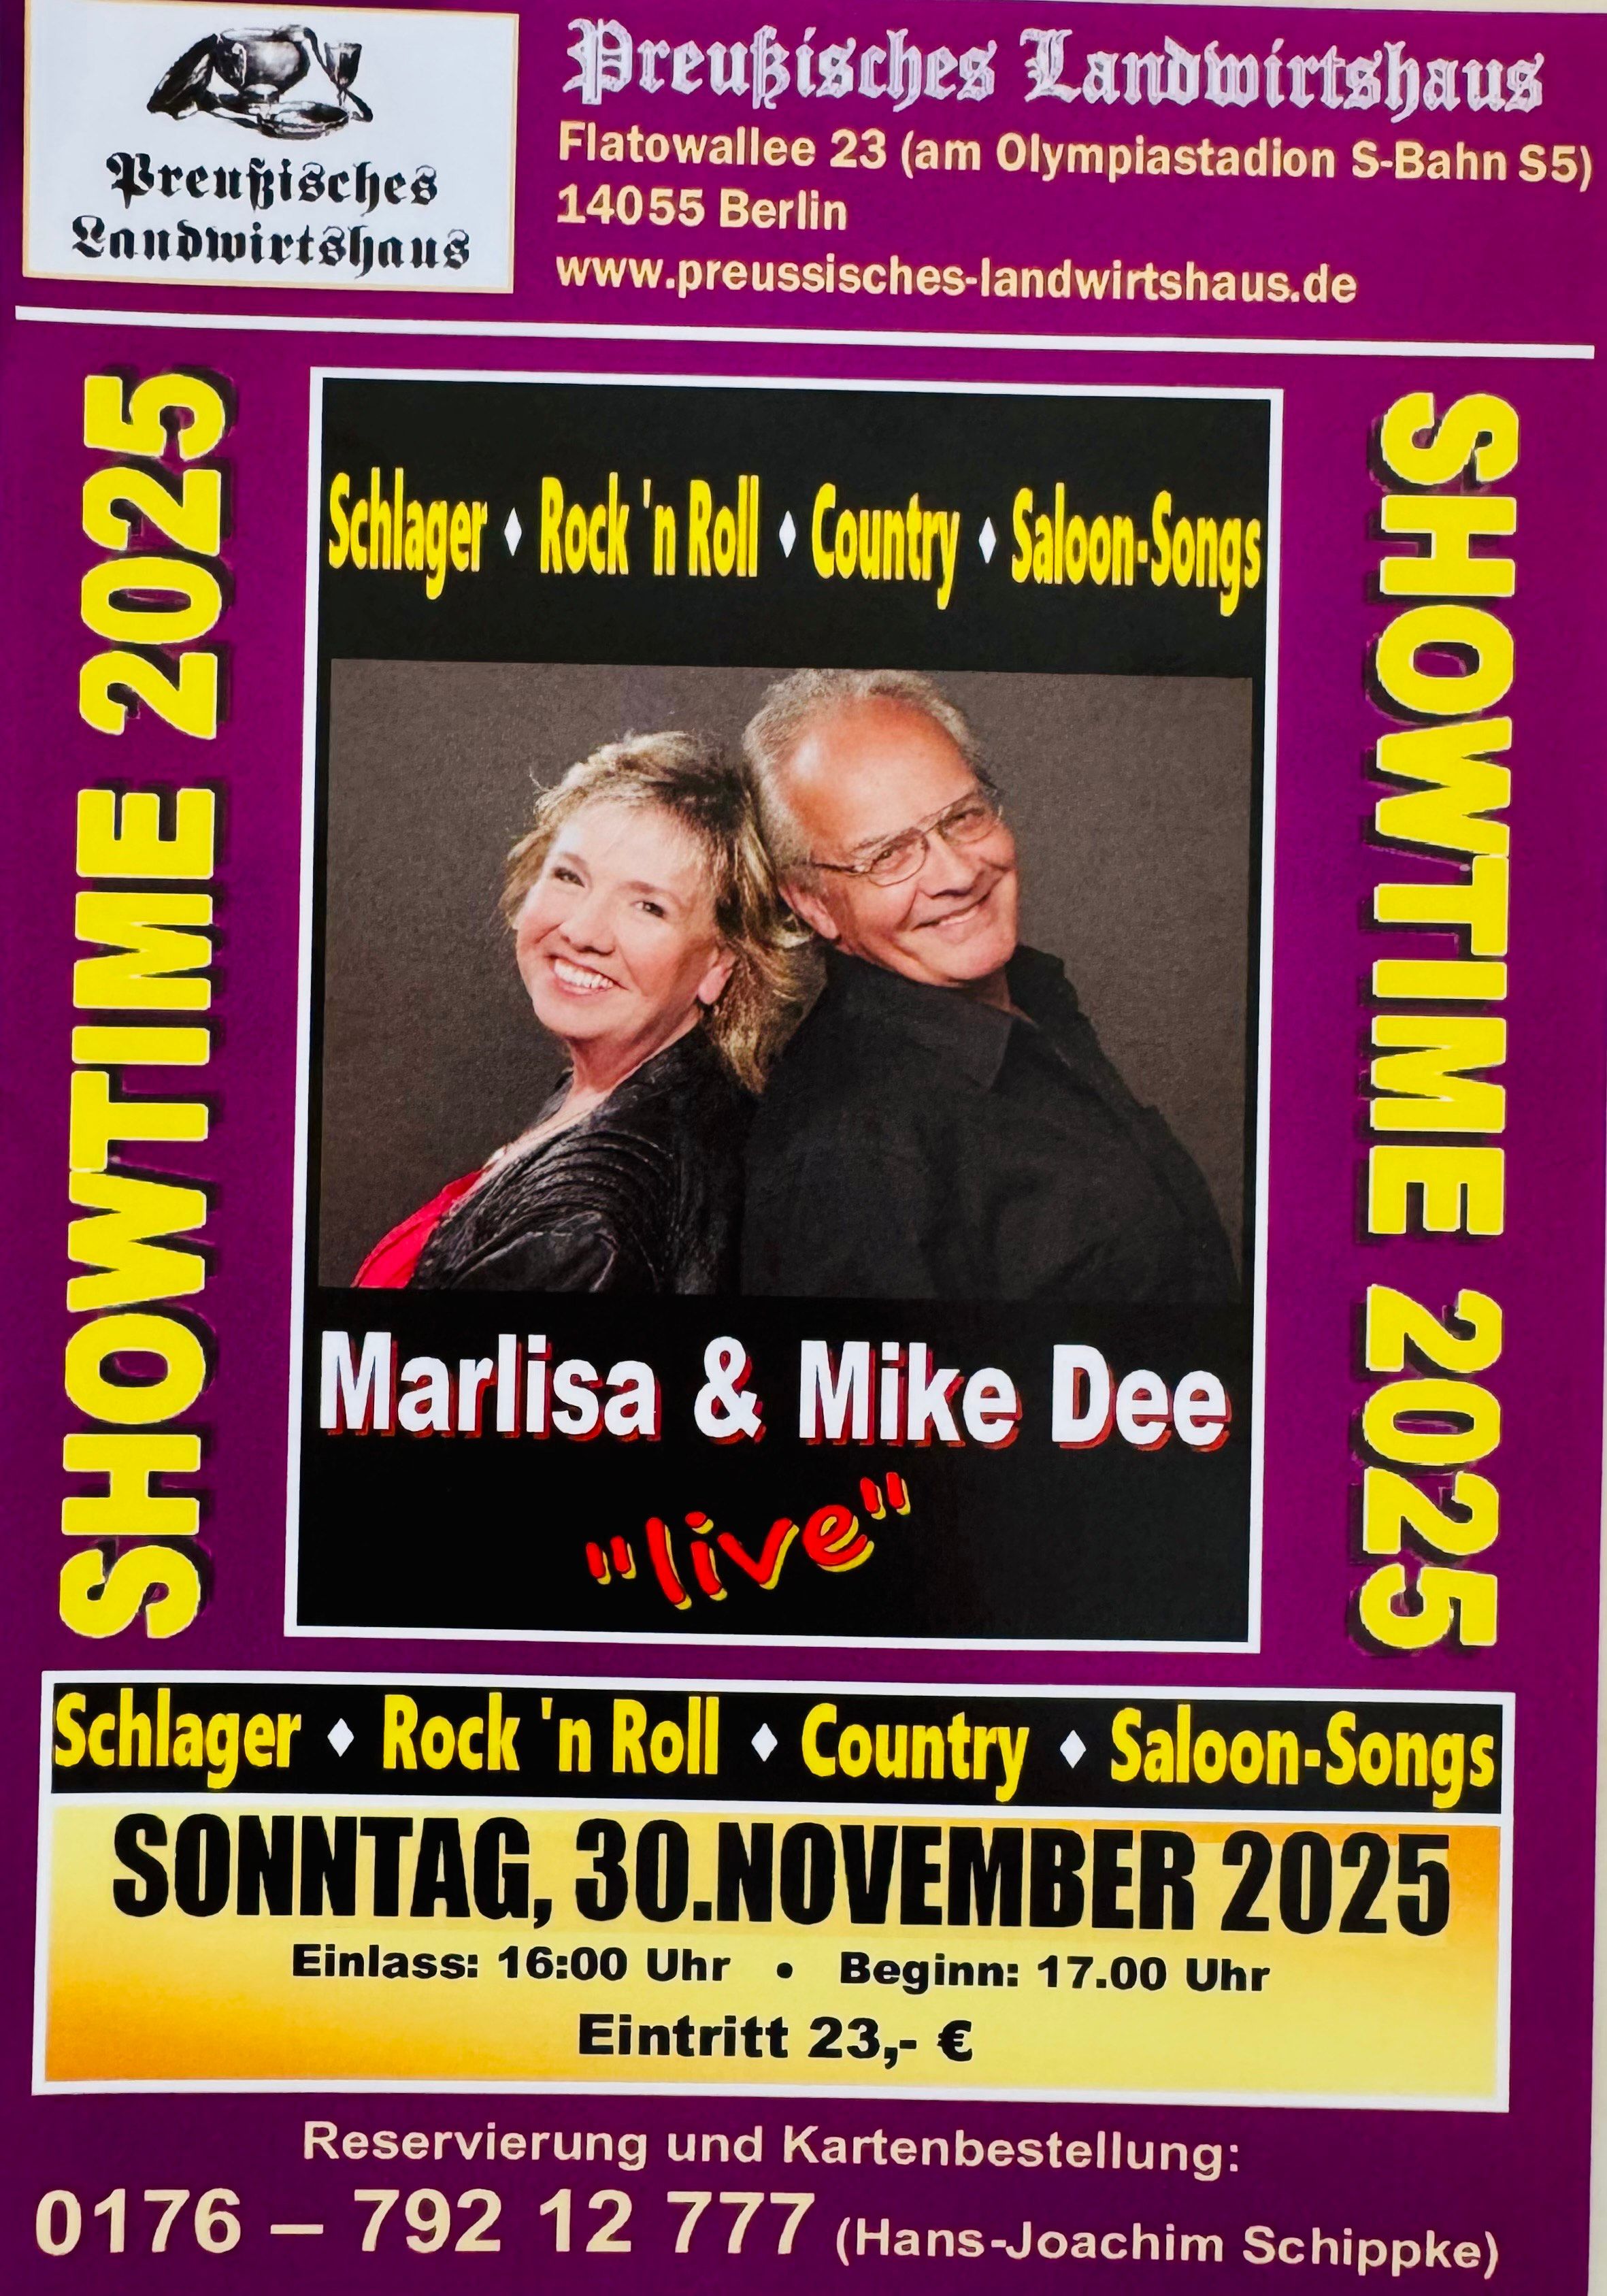 Preußisches
Landwirtshaus
Preußisches Landwirtshaus
Flatowallee 23 (am Olympiastadion S-Bahn S5)
14055 Berlin
www.preussisches-landwirtshaus.de
SHOWTIME 2025
Schlager ♦ Rock 'n Roll ♦ Country ♦ Saloon-Songs
Marlisa & Mike Dee
"live"
SHOWTIME 2025
Schlager ♦ Rock 'n Roll ♦ Country ♦ Saloon-Songs
SONNTAG, 30.NOVEMBER 2025
Einlass: 16:00 Uhr • Beginn: 17.00 Uhr
Eintritt 23,- €
Reservierung und Kartenbestellung:
0176 – 792 12 777 (Hans-Joachim Schippke)